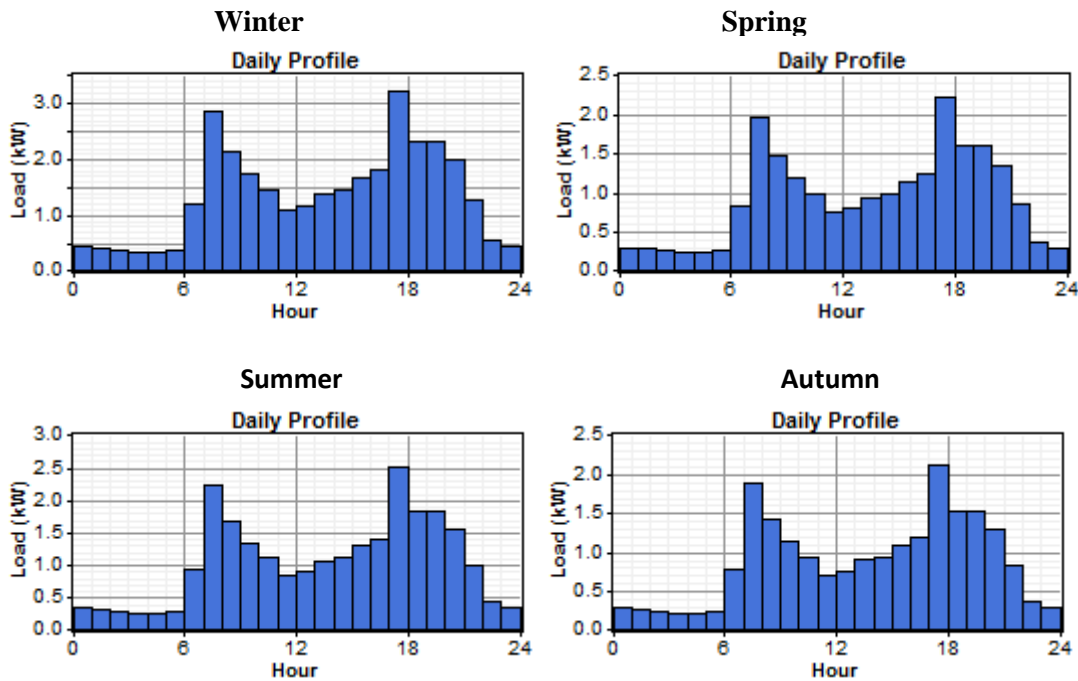 Winter
Daily Profile
3.0
2.0
1.0
0.0
Load (kW)
0 6 12 18 24
Hour
Spring
Daily Profile
2.5
2.0
1.5
1.0
0.5
0.0
Load (kW)
0 6 12 18 24
Hour
Summer
Daily Profile
3.0
2.5
2.0
1.5
1.0
0.5
0.0
Load (kW)
0 6 12 18 24
Hour
Autumn
Daily Profile
2.5
2.0
1.5
1.0
0.5
0.0
Load (kW)
0 6 12 18 24
Hour